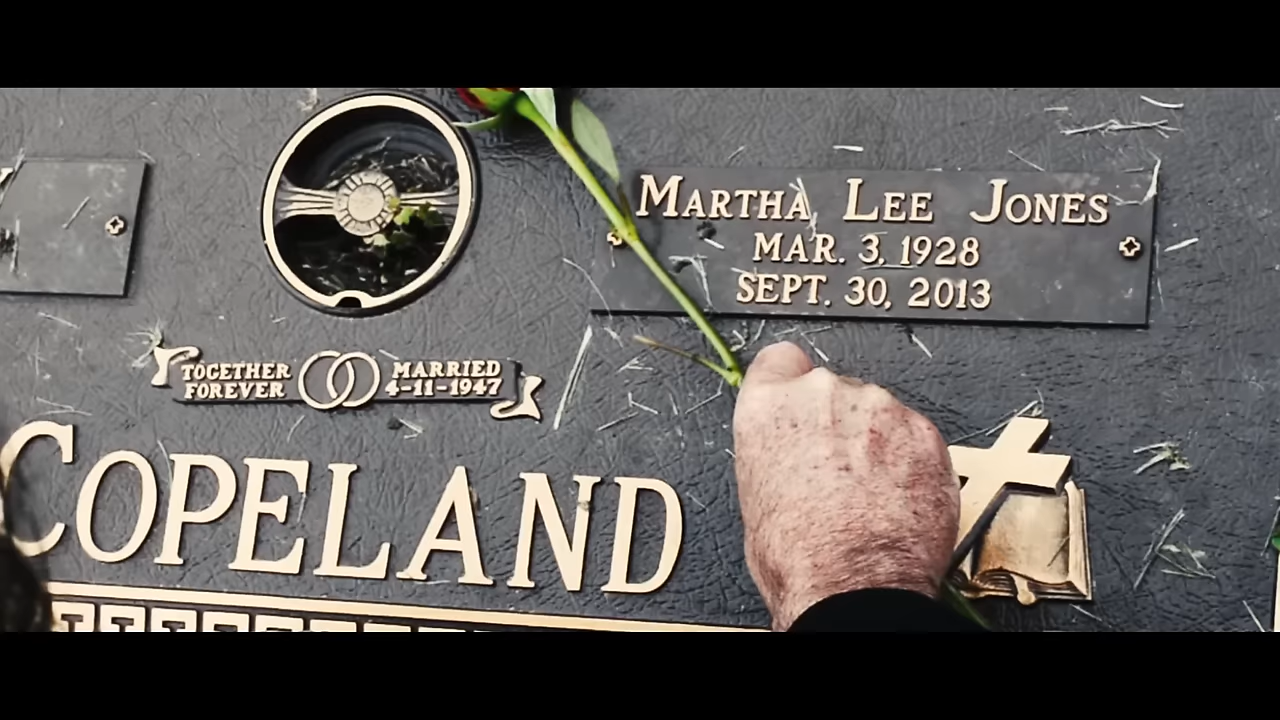 MARTHA LEE JONES
MAR. 3, 1928
SEPT. 30, 2013
TOGETHER FOREVER
MARRIED 4-11-1947
COPELAND